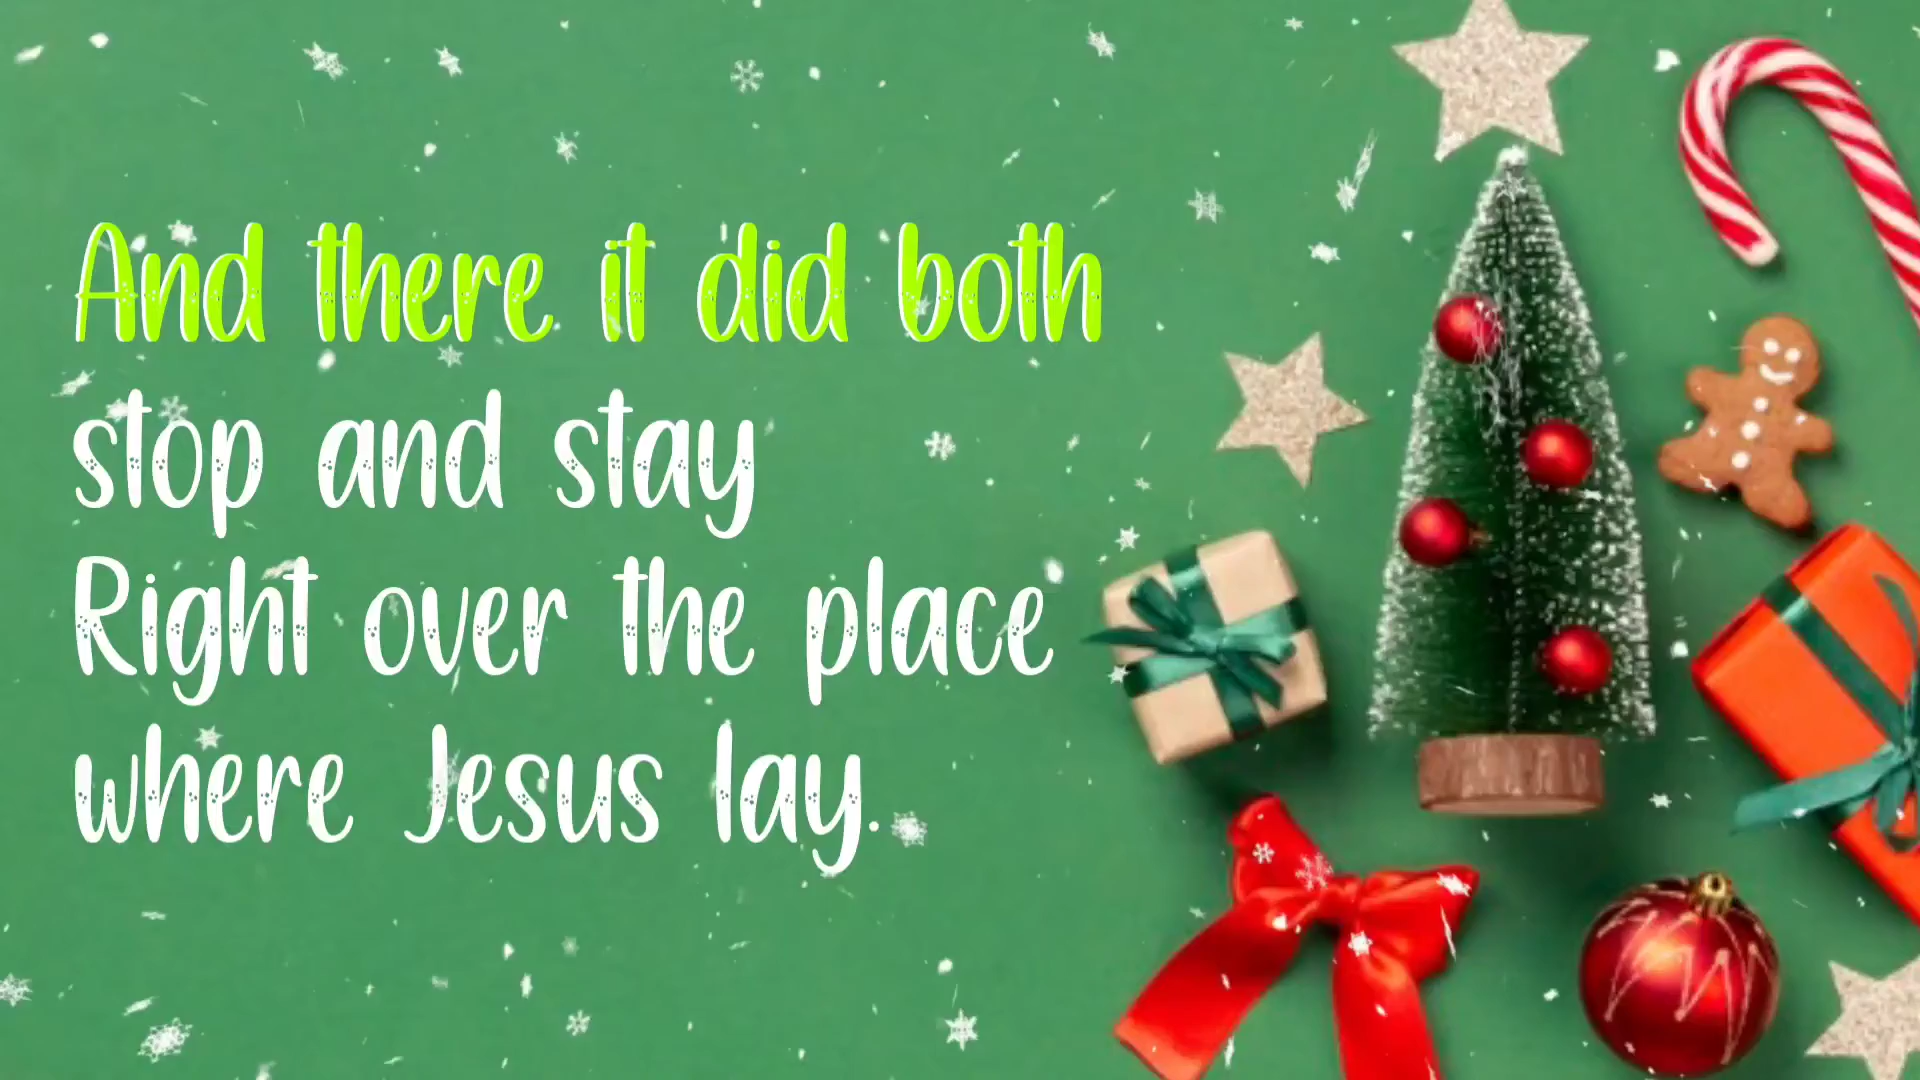 And there it did both
stop and stay
Right over the place
where Jesus lay.